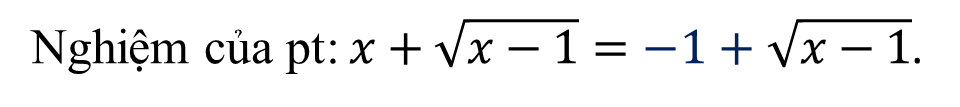 Nghiệm của pt: 𝑥 + √𝑥 − 1 = −1 + √𝑥 − 1.